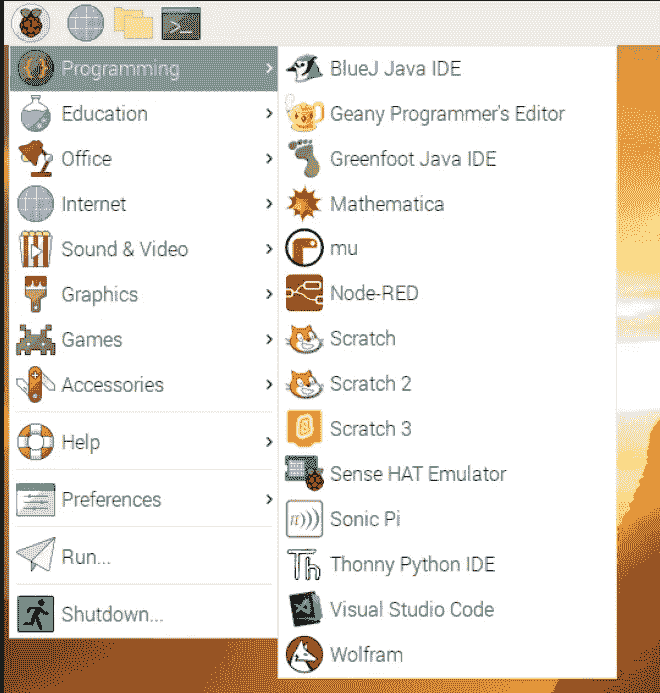 Programming
Education
Office
Internet
Sound & Video
Graphics
Games
Accessories
Help
Preferences
Run...
Shutdown...
BlueJ Java IDE
Geany Programmer's Editor
Greenfoot Java IDE
Mathematica
mu
Node-RED
Scratch
Scratch 2
Scratch 3
Sense HAT Emulator
Sonic Pi
Thonny Python IDE
Visual Studio Code
Wolfram